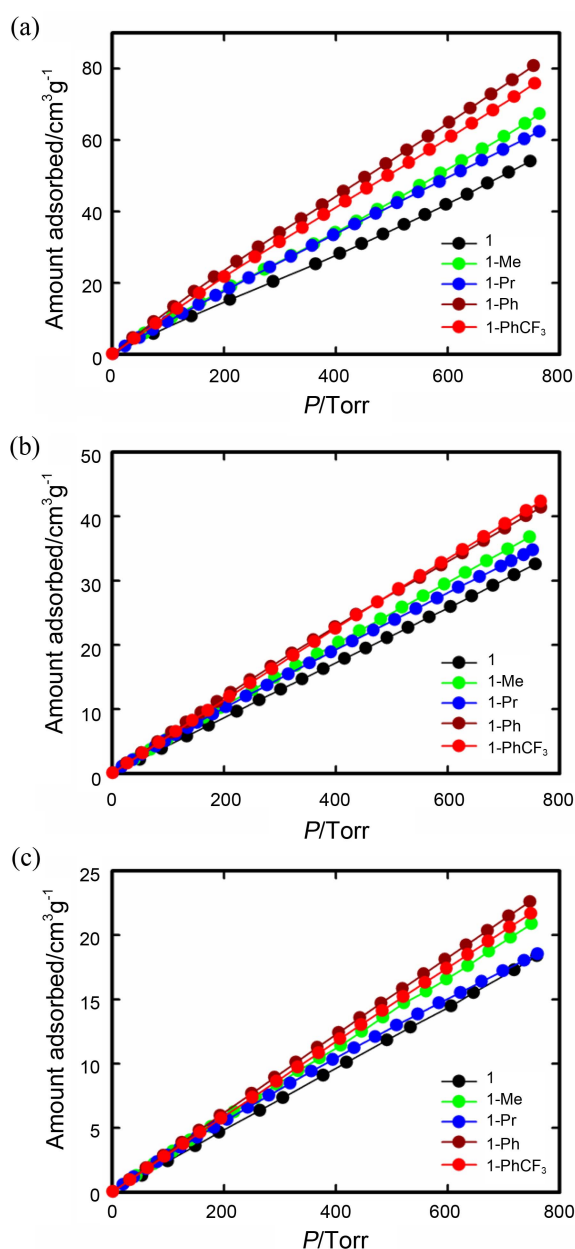 (a)
Amount adsorbed/cm³g⁻¹
80
60
40
20
0
1
1-Me
1-Pr
1-Ph
1-PhCF₃
0 200 400 600 800
P/Torr
(b)
Amount adsorbed/cm³g⁻¹
50
40
30
20
10
0
1
1-Me
1-Pr
1-Ph
1-PhCF₃
0 200 400 600 800
P/Torr
(c)
Amount adsorbed/cm³g⁻¹
25
20
15
10
5
0
1
1-Me
1-Pr
1-Ph
1-PhCF₃
0 200 400 600 800
P/Torr